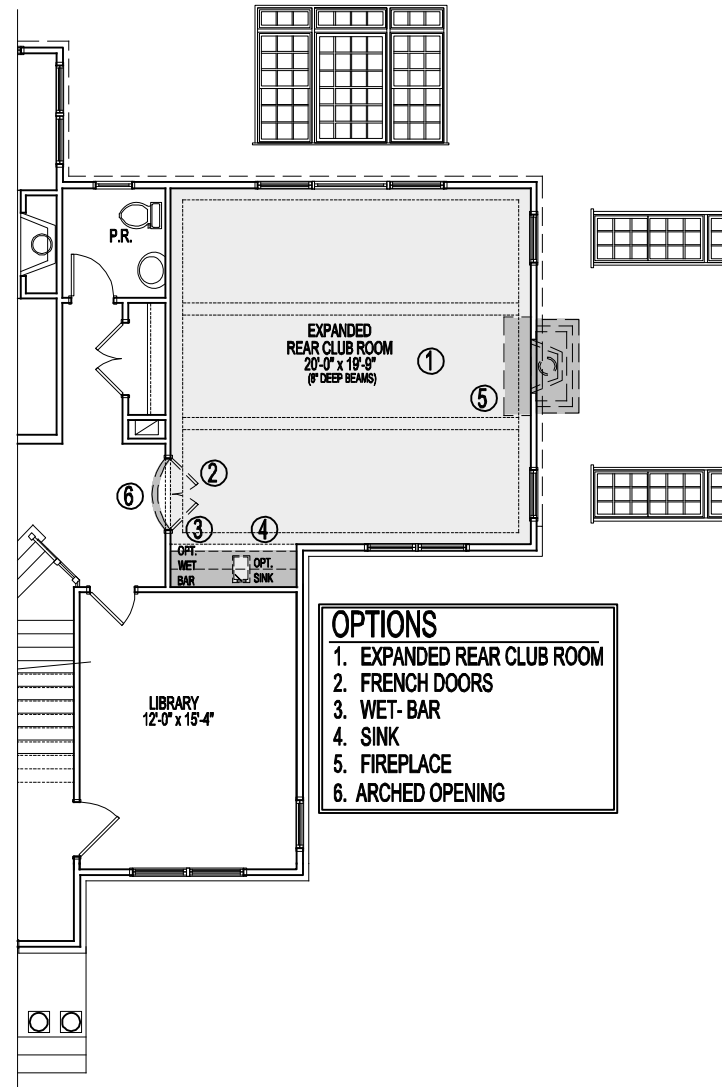 P.R.
EXPANDED
REAR CLUB ROOM
20'-0" x 19'-9"
(6" DEEP BEAMS)
1
5
2
6
3
4
OPT.
WET
BAR
OPT.
SINK
LIBRARY
12'-0" x 15'-4"
OPTIONS
1. EXPANDED REAR CLUB ROOM
2. FRENCH DOORS
3. WET- BAR
4. SINK
5. FIREPLACE
6. ARCHED OPENING